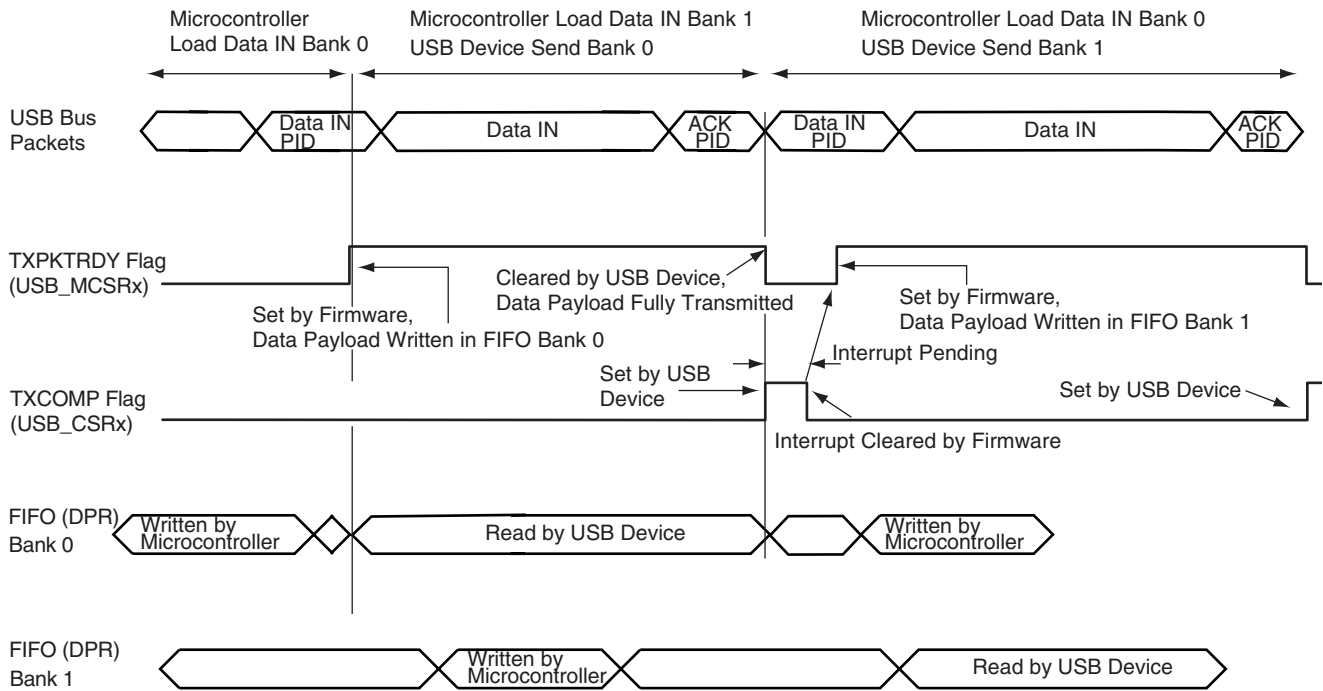 Microcontroller
Load Data IN Bank 0
Microcontroller Load Data IN Bank 1
USB Device Send Bank 0
Microcontroller Load Data IN Bank 0
USB Device Send Bank 1
USB Bus
Packets
Data IN
PID
Data IN
ACK
PID
Data IN
PID
Data IN
ACK
PID
TXPKTRDY Flag
(USB_MCSRx)
Set by Firmware,
Data Payload Written in FIFO Bank 0
Cleared by USB Device,
Data Payload Fully Transmitted
Set by Firmware,
Data Payload Written in FIFO Bank 1
Interrupt Pending
TXCOMP Flag
(USB_CSRx)
Set by USB
Device
Set by USB Device
Interrupt Cleared by Firmware
FIFO (DPR)
Bank 0
Written by
Microcontroller
Read by USB Device
Written by
Microcontroller
FIFO (DPR)
Bank 1
Written by
Microcontroller
Read by USB Device